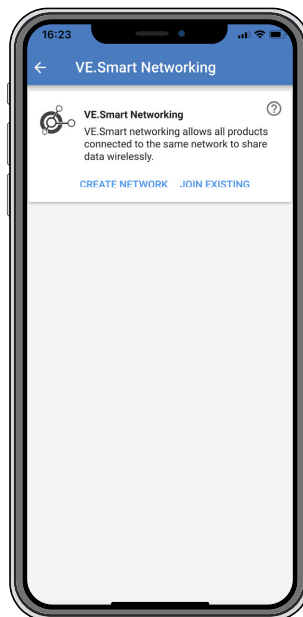 16:23
VE.Smart Networking
VE.Smart Networking
VE.Smart networking allows all products
connected to the same network to share
data wirelessly.
CREATE NETWORK JOIN EXISTING